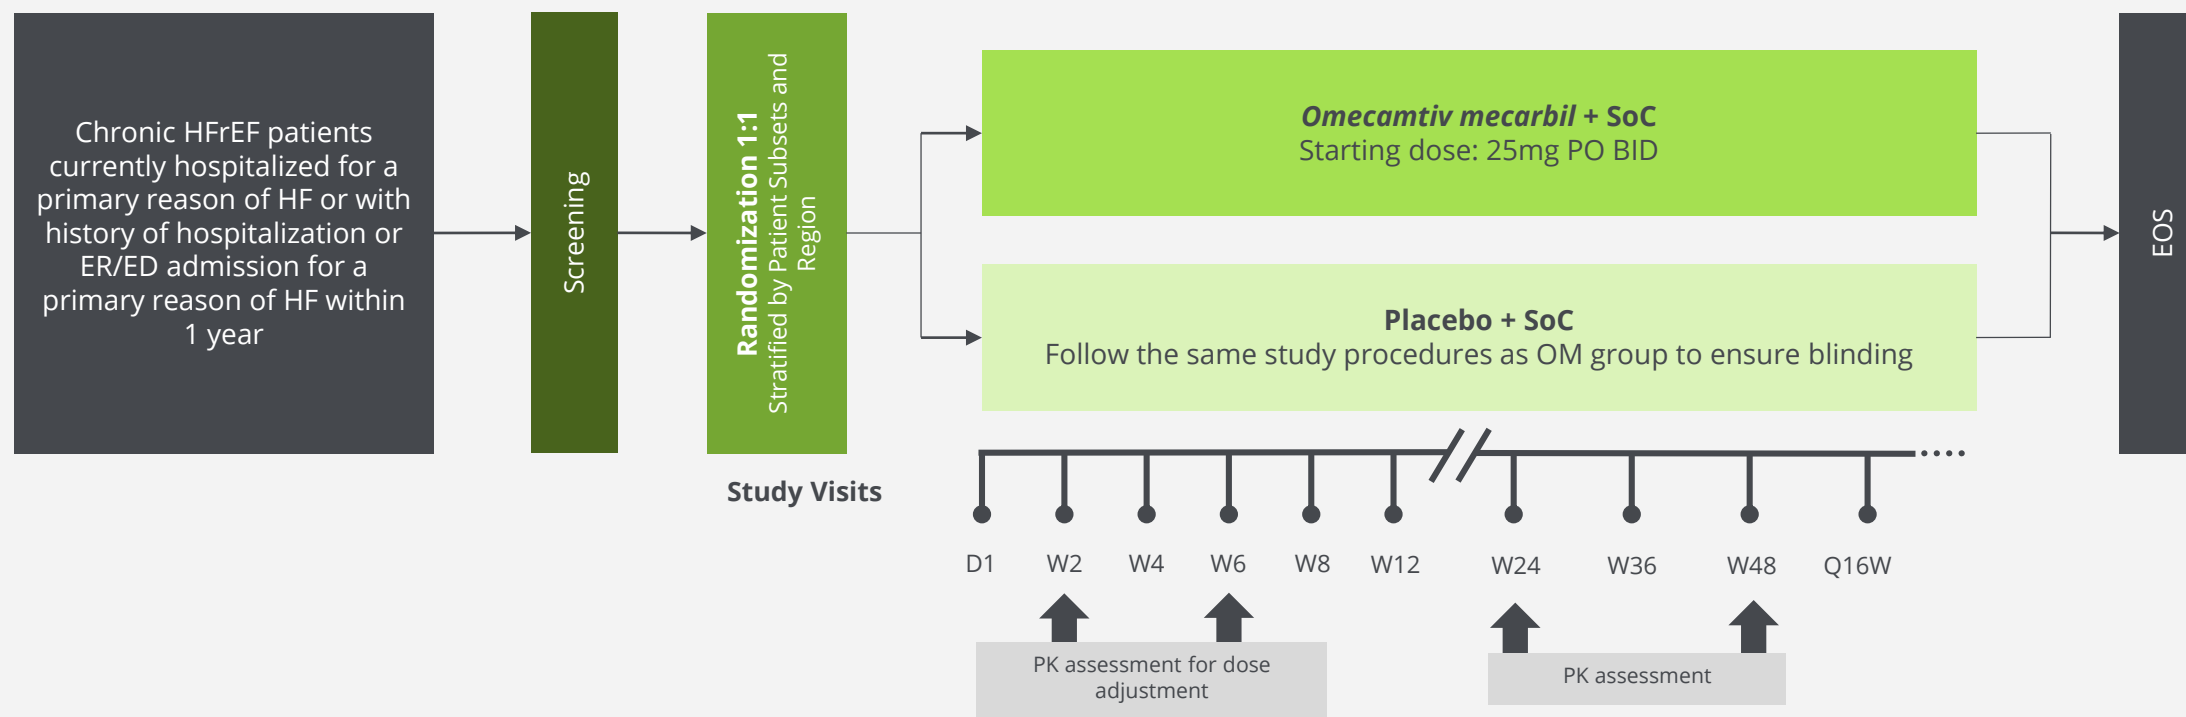 Chronic HFrEF patients
currently hospitalized for a
primary reason of HF or with
history of hospitalization or
ER/ED admission for a
primary reason of HF within
1 year
Screening
Randomization 1:1
Stratified by Patient Subsets and
Region
Omecamtiv mecarbil + SoC
Starting dose: 25mg PO BID
Placebo + SoC
Follow the same study procedures as OM group to ensure blinding
EOS
Study Visits
D1 W2 W4 W6 W8 W12 W24 W36 W48 Q16W
PK assessment for dose
adjustment
PK assessment